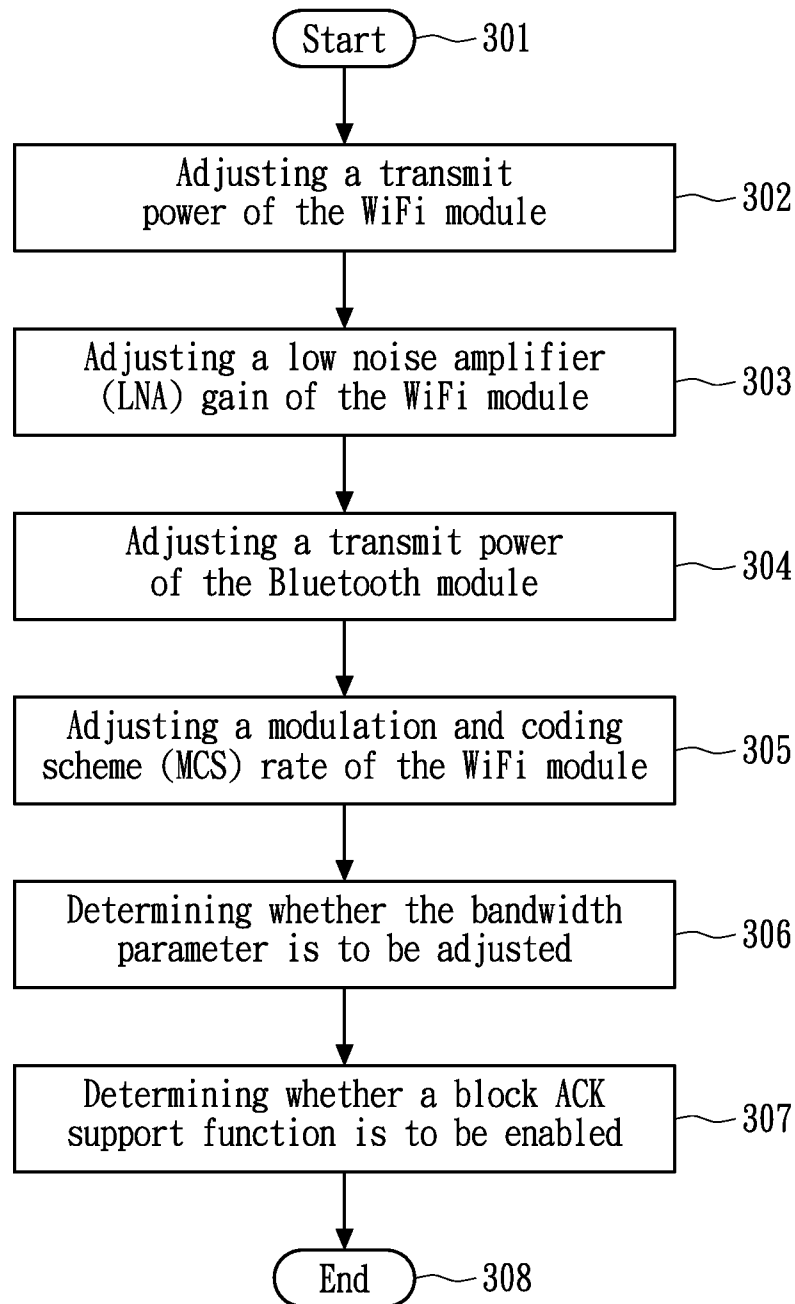 Start
301
Adjusting a transmit
power of the WiFi module
302
Adjusting a low noise amplifier
(LNA) gain of the WiFi module
303
Adjusting a transmit power
of the Bluetooth module
304
Adjusting a modulation and coding
scheme (MCS) rate of the WiFi module
305
Determining whether the bandwidth
parameter is to be adjusted
306
Determining whether a block ACK
support function is to be enabled
307
End
308